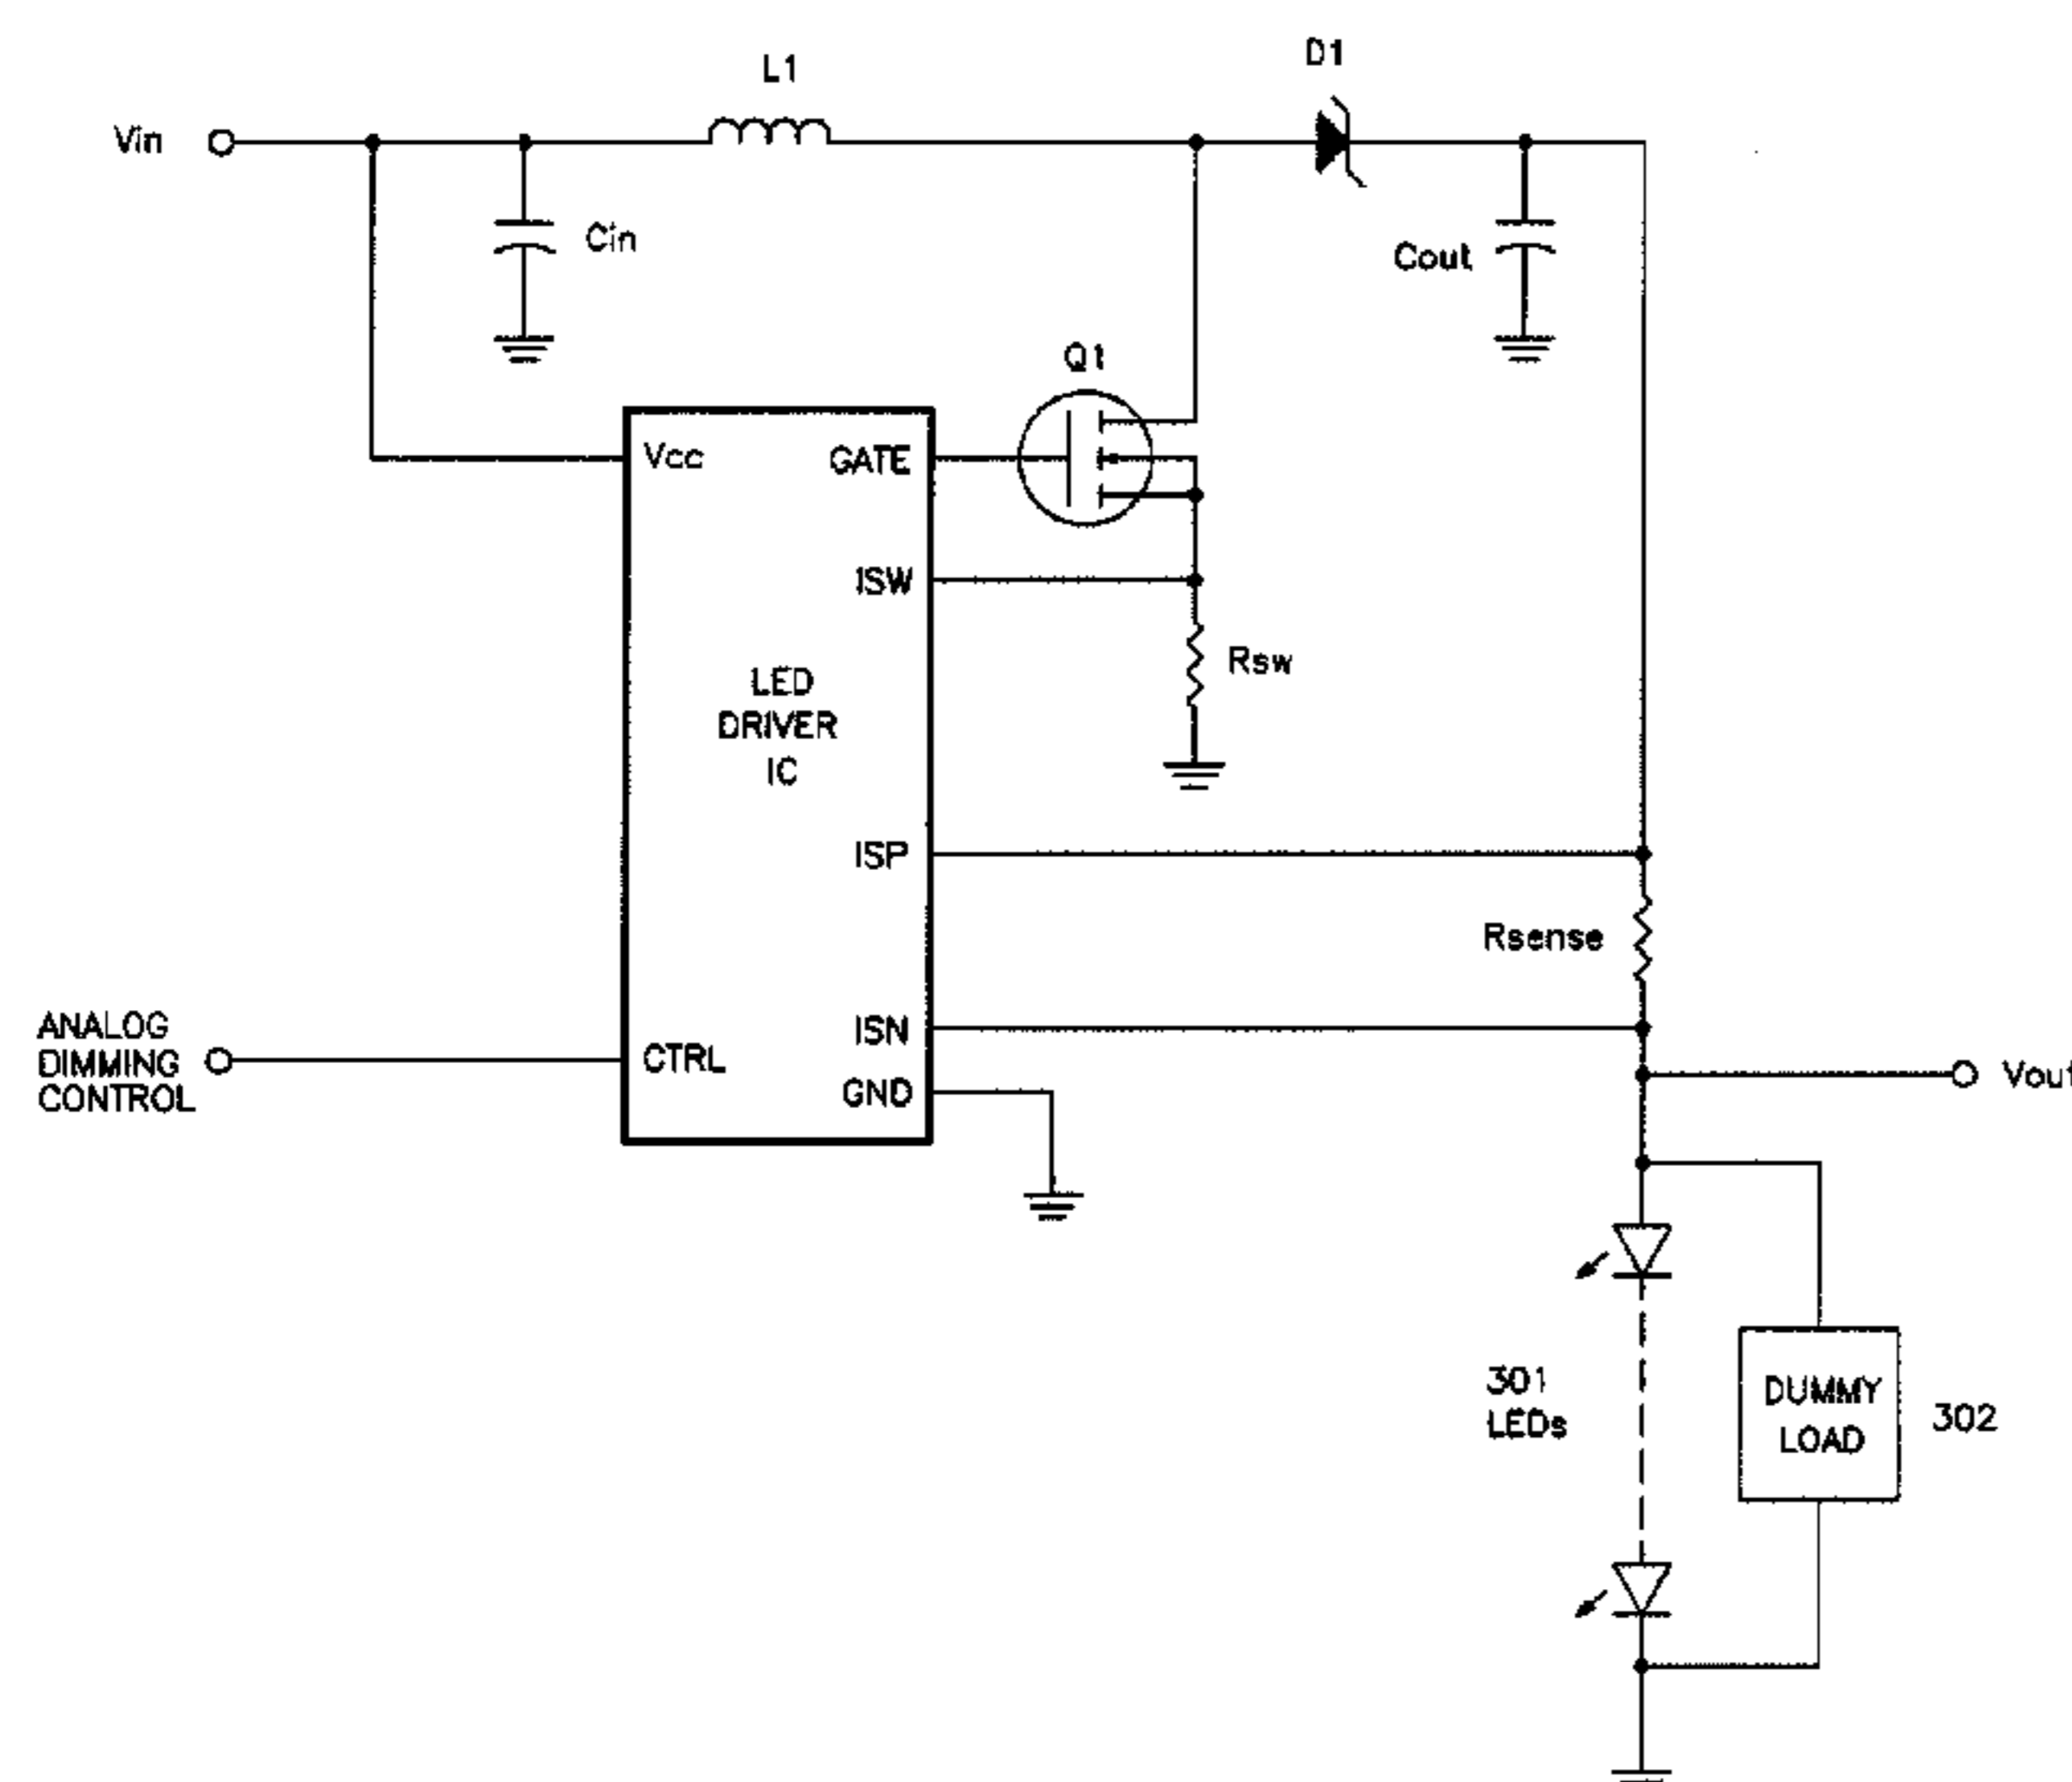 D1
L1
Vin
Cin
Cout
Q1
Vcc
GATE
ISW
Rsw
LED
DRIVER
IC
ISP
Rsense
ANALOG
DIMMING
CONTROL
CTRL
ISN
GND
Vout
301
LEDs
DUMMY
LOAD
302